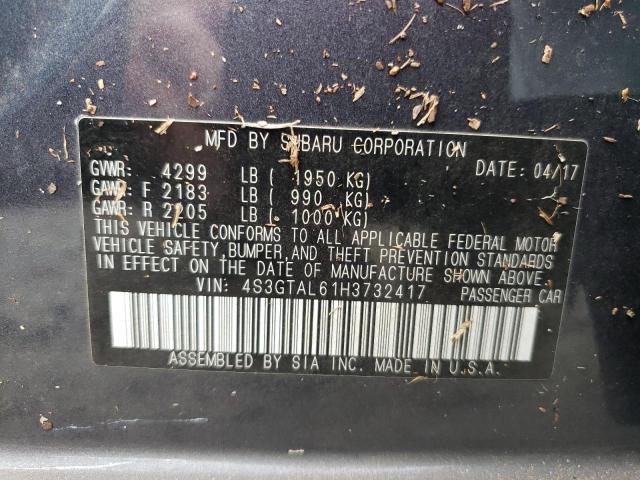 MFD BY SUBARU CORPORATION
DATE: 04/17
GVWR: 4299 LB ( 1950 KG)
GAWR: F 2183 LB ( 990 KG)
GAWR: R 2205 LB ( 1000 KG)
THIS VEHICLE CONFORMS TO ALL APPLICABLE FEDERAL MOTOR
VEHICLE SAFETY, BUMPER, AND THEFT PREVENTION STANDARDS
IN EFFECT ON THE DATE OF MANUFACTURE SHOWN ABOVE.
VIN: 4S3GTAL61H3732417 PASSENGER CAR
ASSEMBLED BY SIA INC. MADE IN U.S.A.